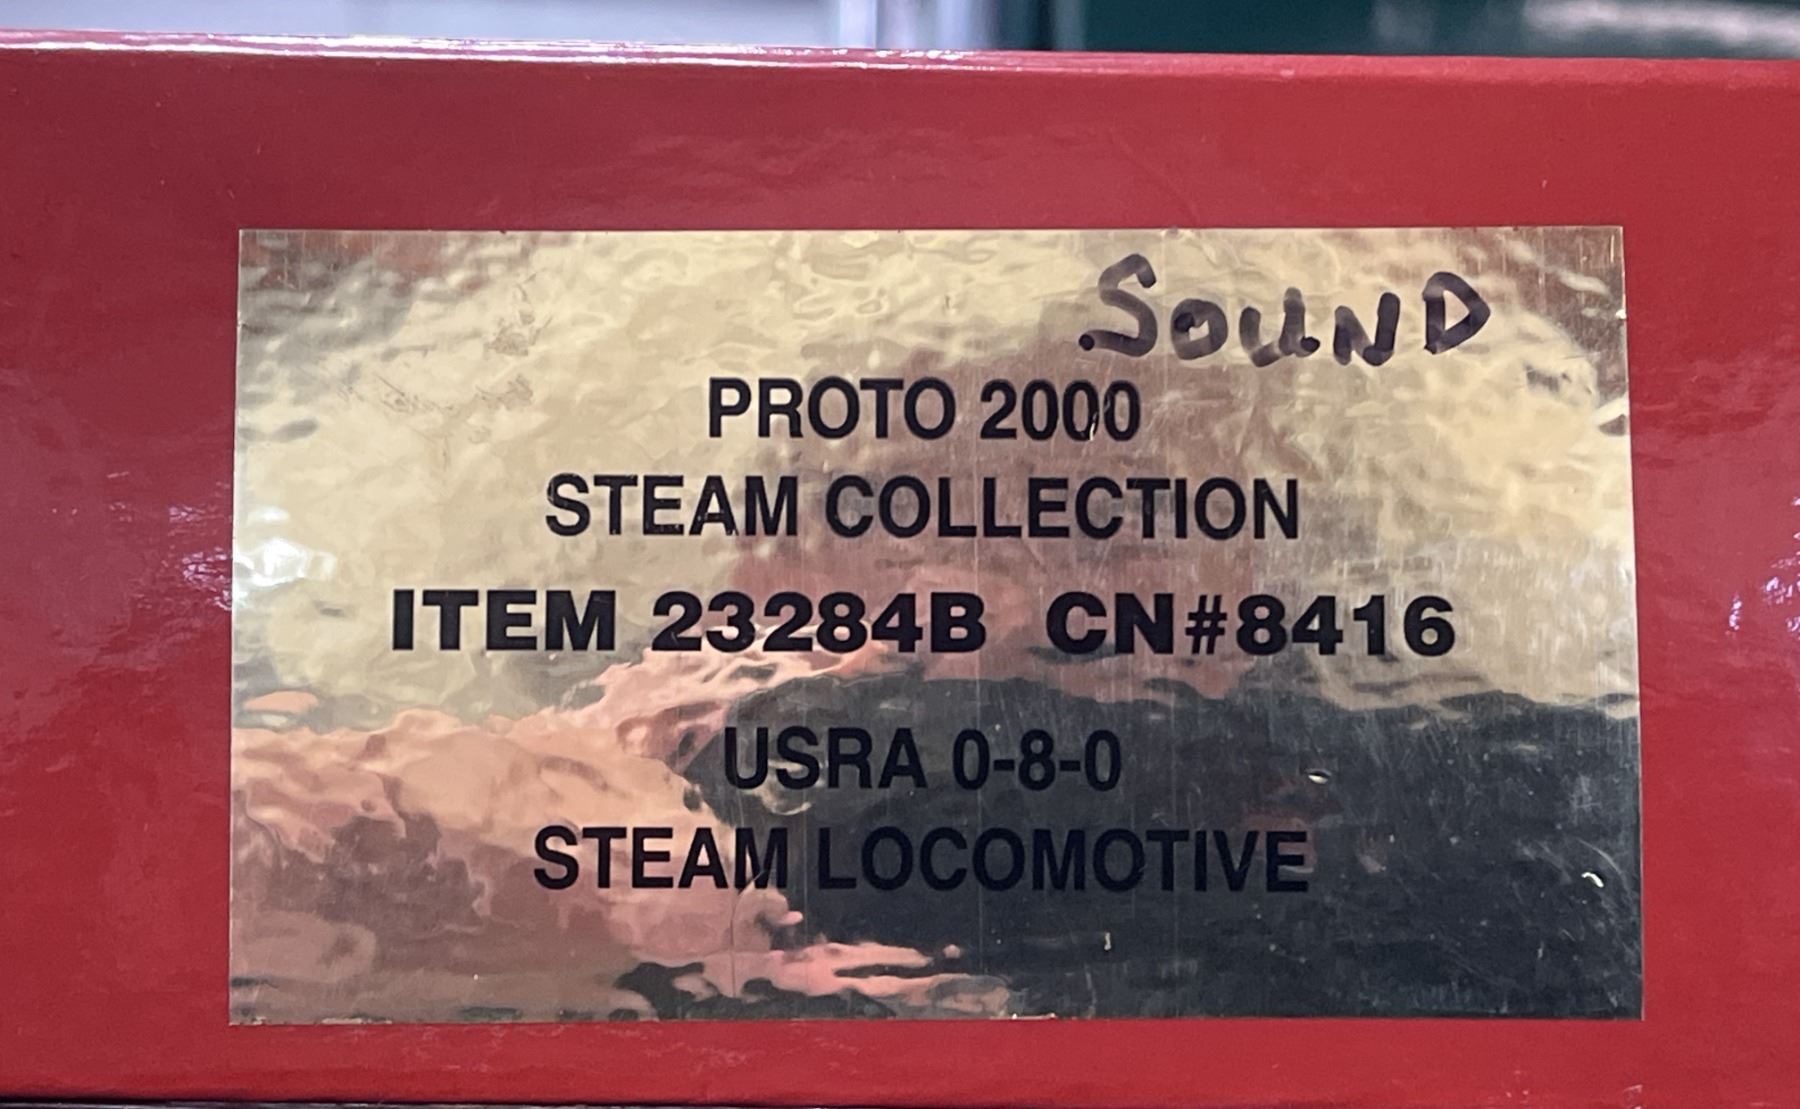 SOUND
PROTO 2000
STEAM COLLECTION
ITEM 23284B CN#8416
USRA 0-8-0
STEAM LOCOMOTIVE